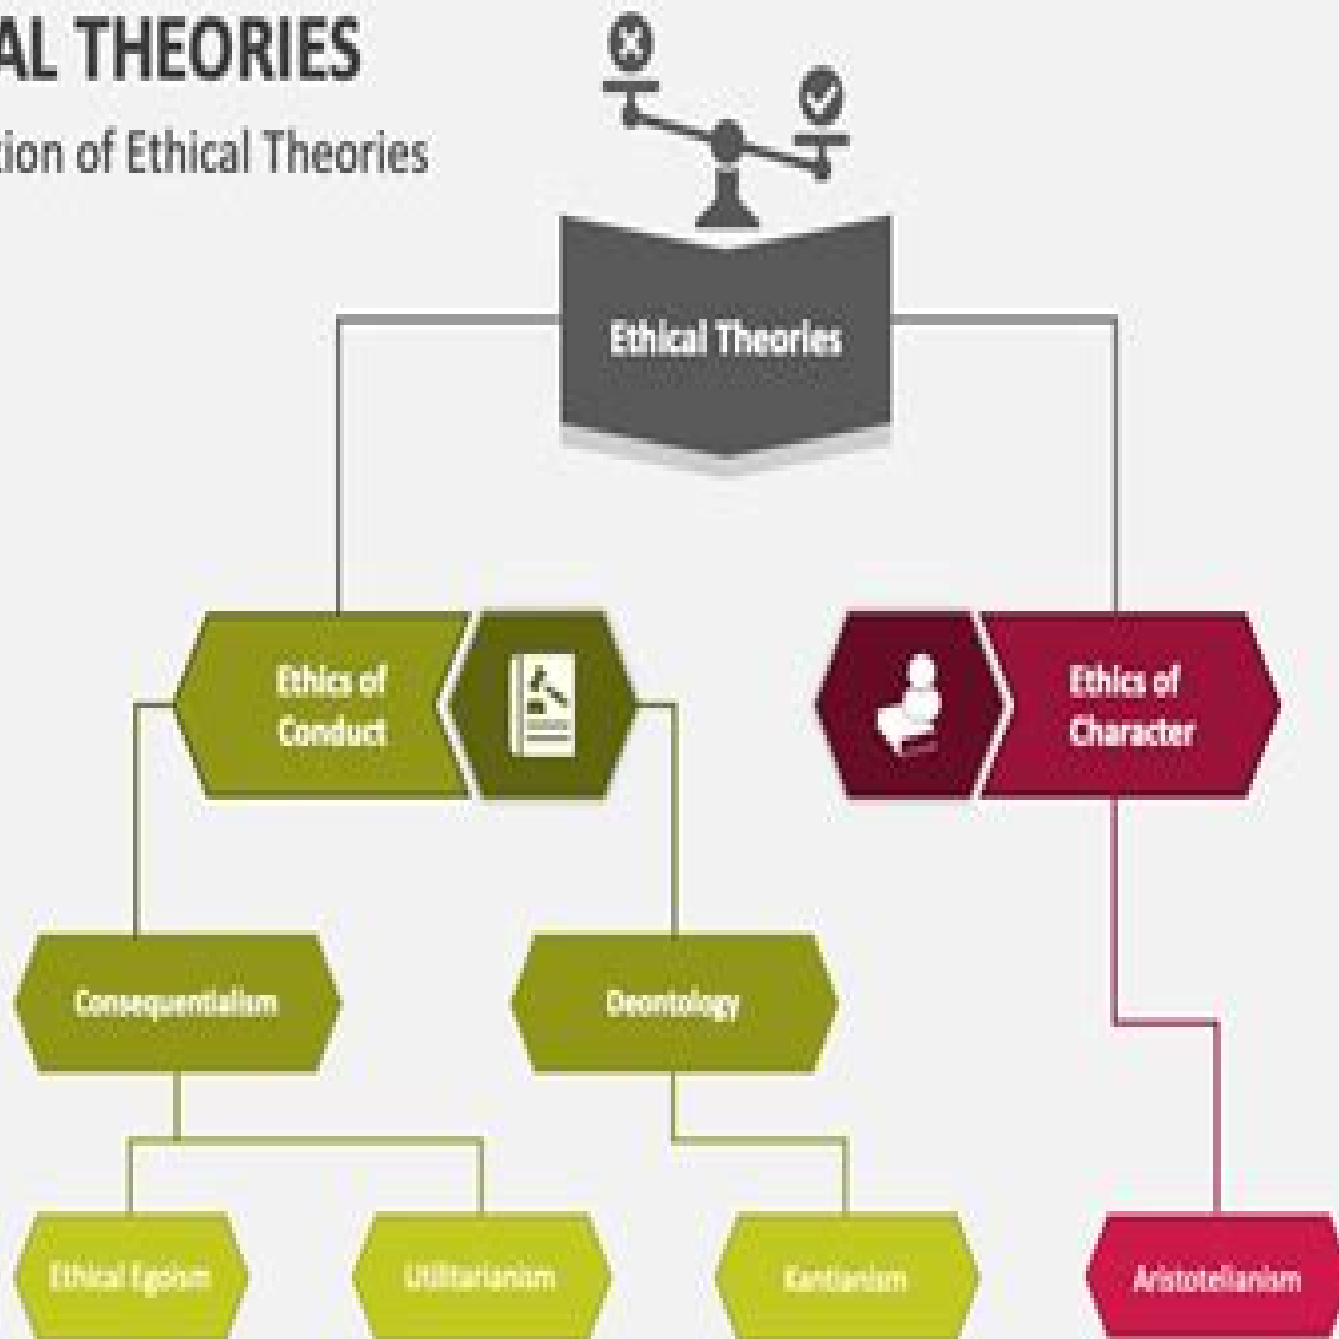 AL THEORIES
tion of Ethical Theories
Ethical Theories
Ethics of
Conduct
Ethics of
Character
Consequentialism
Deontology
Ethical Egoism
Utilitarianism
Kantianism
Aristotelianism